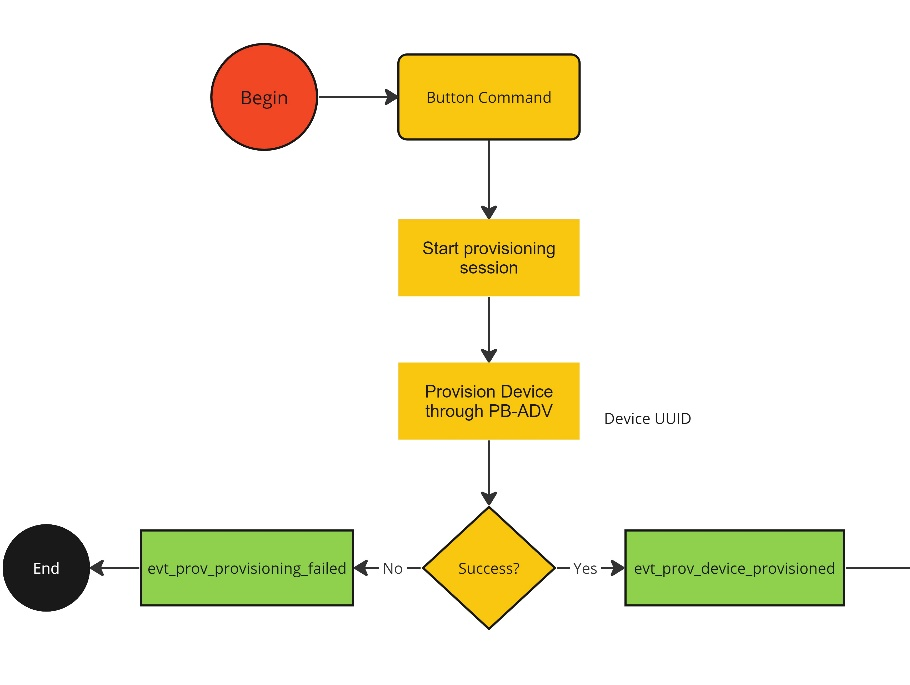 Begin
Button Command
Start provisioning
session
Provision Device
through PB-ADV
Device UUID
End
evt_prov_provisioning_failed
No
Success?
Yes
evt_prov_device_provisioned